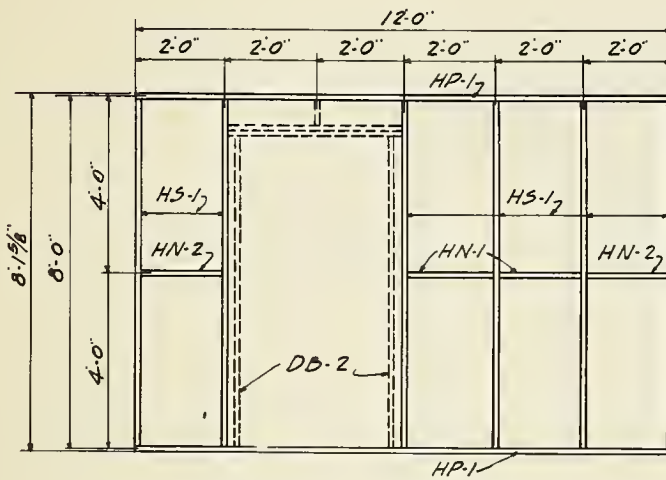 12'-0"
2'-0" 2'-0" 2'-0" 2'-0" 2'-0" 2'-0"
HP-1
4'-0"
HS-1 HS-1
8'-1 5/8"
8'-0"
HN-2 HN-1 HN-2
4'-0"
DB-2
HP-1